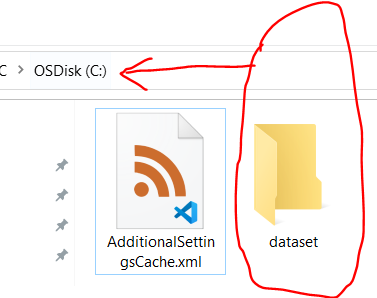 C > OSDisk (C:)
AdditionalSettin
gsCache.xml
dataset